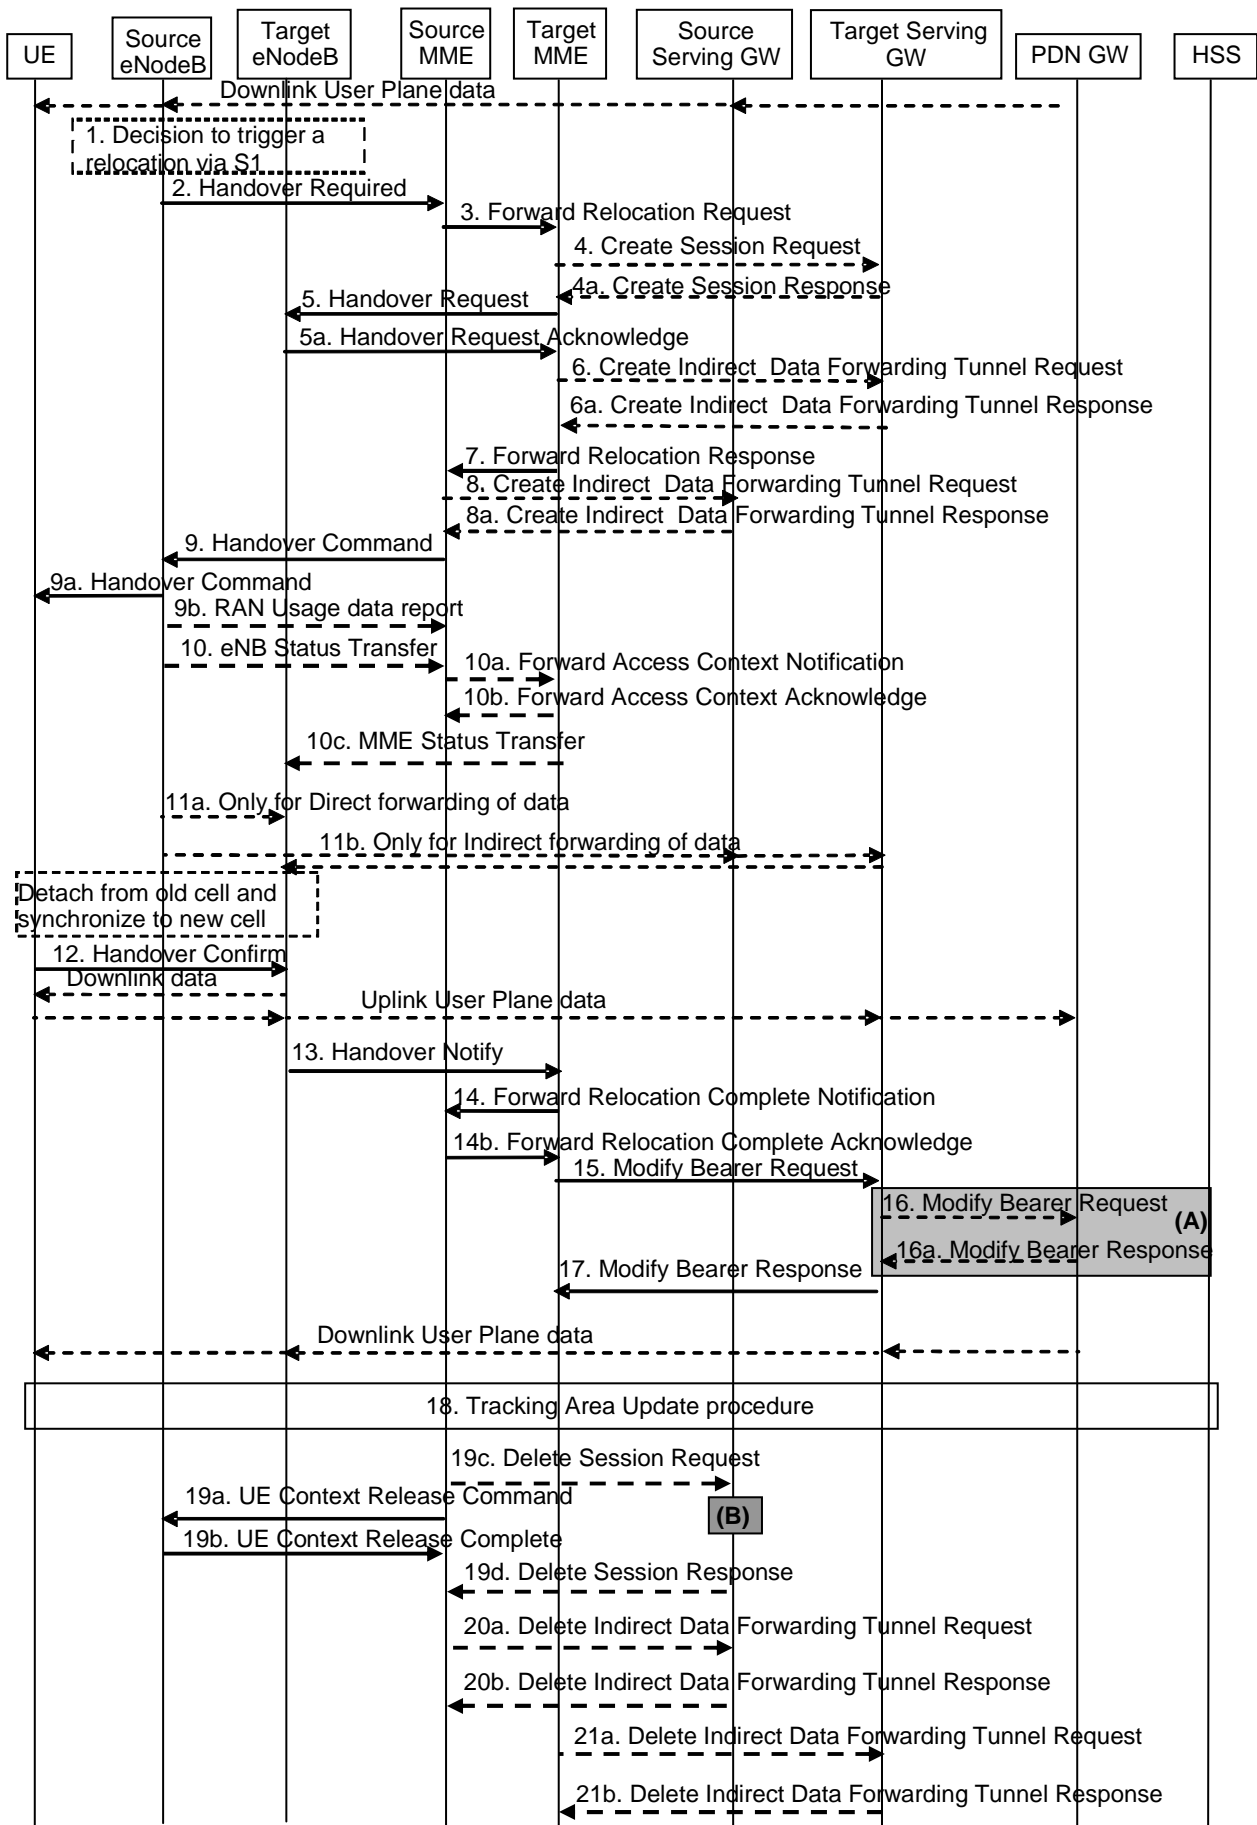 UE
Source
eNodeB
Target
eNodeB
Source
MME
Target
MME
Source
Serving GW
Target Serving
GW
PDN GW
HSS
Downlink User Plane data
1. Decision to trigger a
relocation via S1
2. Handover Required
3. Forward Relocation Request
4. Create Session Request
4a. Create Session Response
5. Handover Request
5a. Handover Request Acknowledge
6. Create Indirect Data Forwarding Tunnel Request
6a. Create Indirect Data Forwarding Tunnel Response
7. Forward Relocation Response
8. Create Indirect Data Forwarding Tunnel Request
8a. Create Indirect Data Forwarding Tunnel Response
9. Handover Command
9a. Handover Command
9b. RAN Usage data report
10. eNB Status Transfer
10a. Forward Access Context Notification
10b. Forward Access Context Acknowledge
10c. MME Status Transfer
11a. Only for Direct forwarding of data
11b. Only for Indirect forwarding of data
Detach from old cell and
synchronize to new cell
12. Handover Confirm
Downlink data
Uplink User Plane data
13. Handover Notify
14. Forward Relocation Complete Notification
14b. Forward Relocation Complete Acknowledge
15. Modify Bearer Request
16. Modify Bearer Request
(A)
16a. Modify Bearer Response
17. Modify Bearer Response
Downlink User Plane data
18. Tracking Area Update procedure
19c. Delete Session Request
19a. UE Context Release Command
(B)
19b. UE Context Release Complete
19d. Delete Session Response
20a. Delete Indirect Data Forwarding Tunnel Request
20b. Delete Indirect Data Forwarding Tunnel Response
21a. Delete Indirect Data Forwarding Tunnel Request
21b. Delete Indirect Data Forwarding Tunnel Response